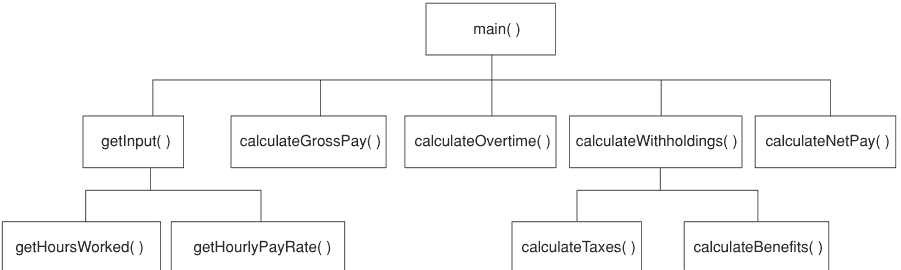 main( )
getInput( )
calculateGrossPay( )
calculateOvertime( )
calculateWithholdings( )
calculateNetPay( )
getHoursWorked( )
getHourlyPayRate( )
calculateTaxes( )
calculateBenefits( )